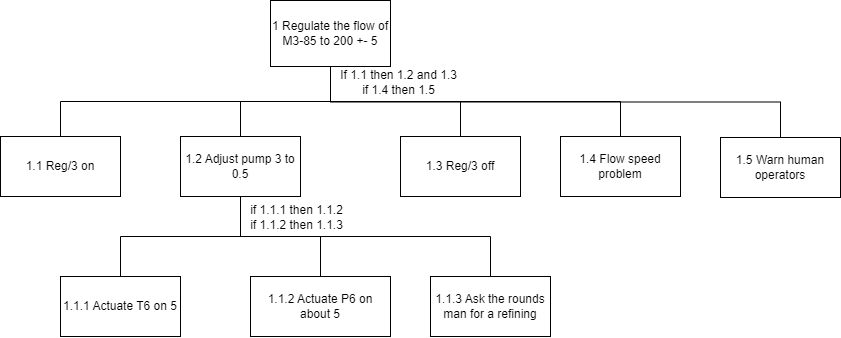 1 Regulate the flow of
M3-85 to 200 +- 5
If 1.1 then 1.2 and 1.3
if 1.4 then 1.5
1.1 Reg/3 on
1.2 Adjust pump 3 to
0.5
1.3 Reg/3 off
1.4 Flow speed
problem
1.5 Warn human
operators
if 1.1.1 then 1.1.2
if 1.1.2 then 1.1.3
1.1.1 Actuate T6 on 5
1.1.2 Actuate P6 on
about 5
1.1.3 Ask the rounds
man for a refining